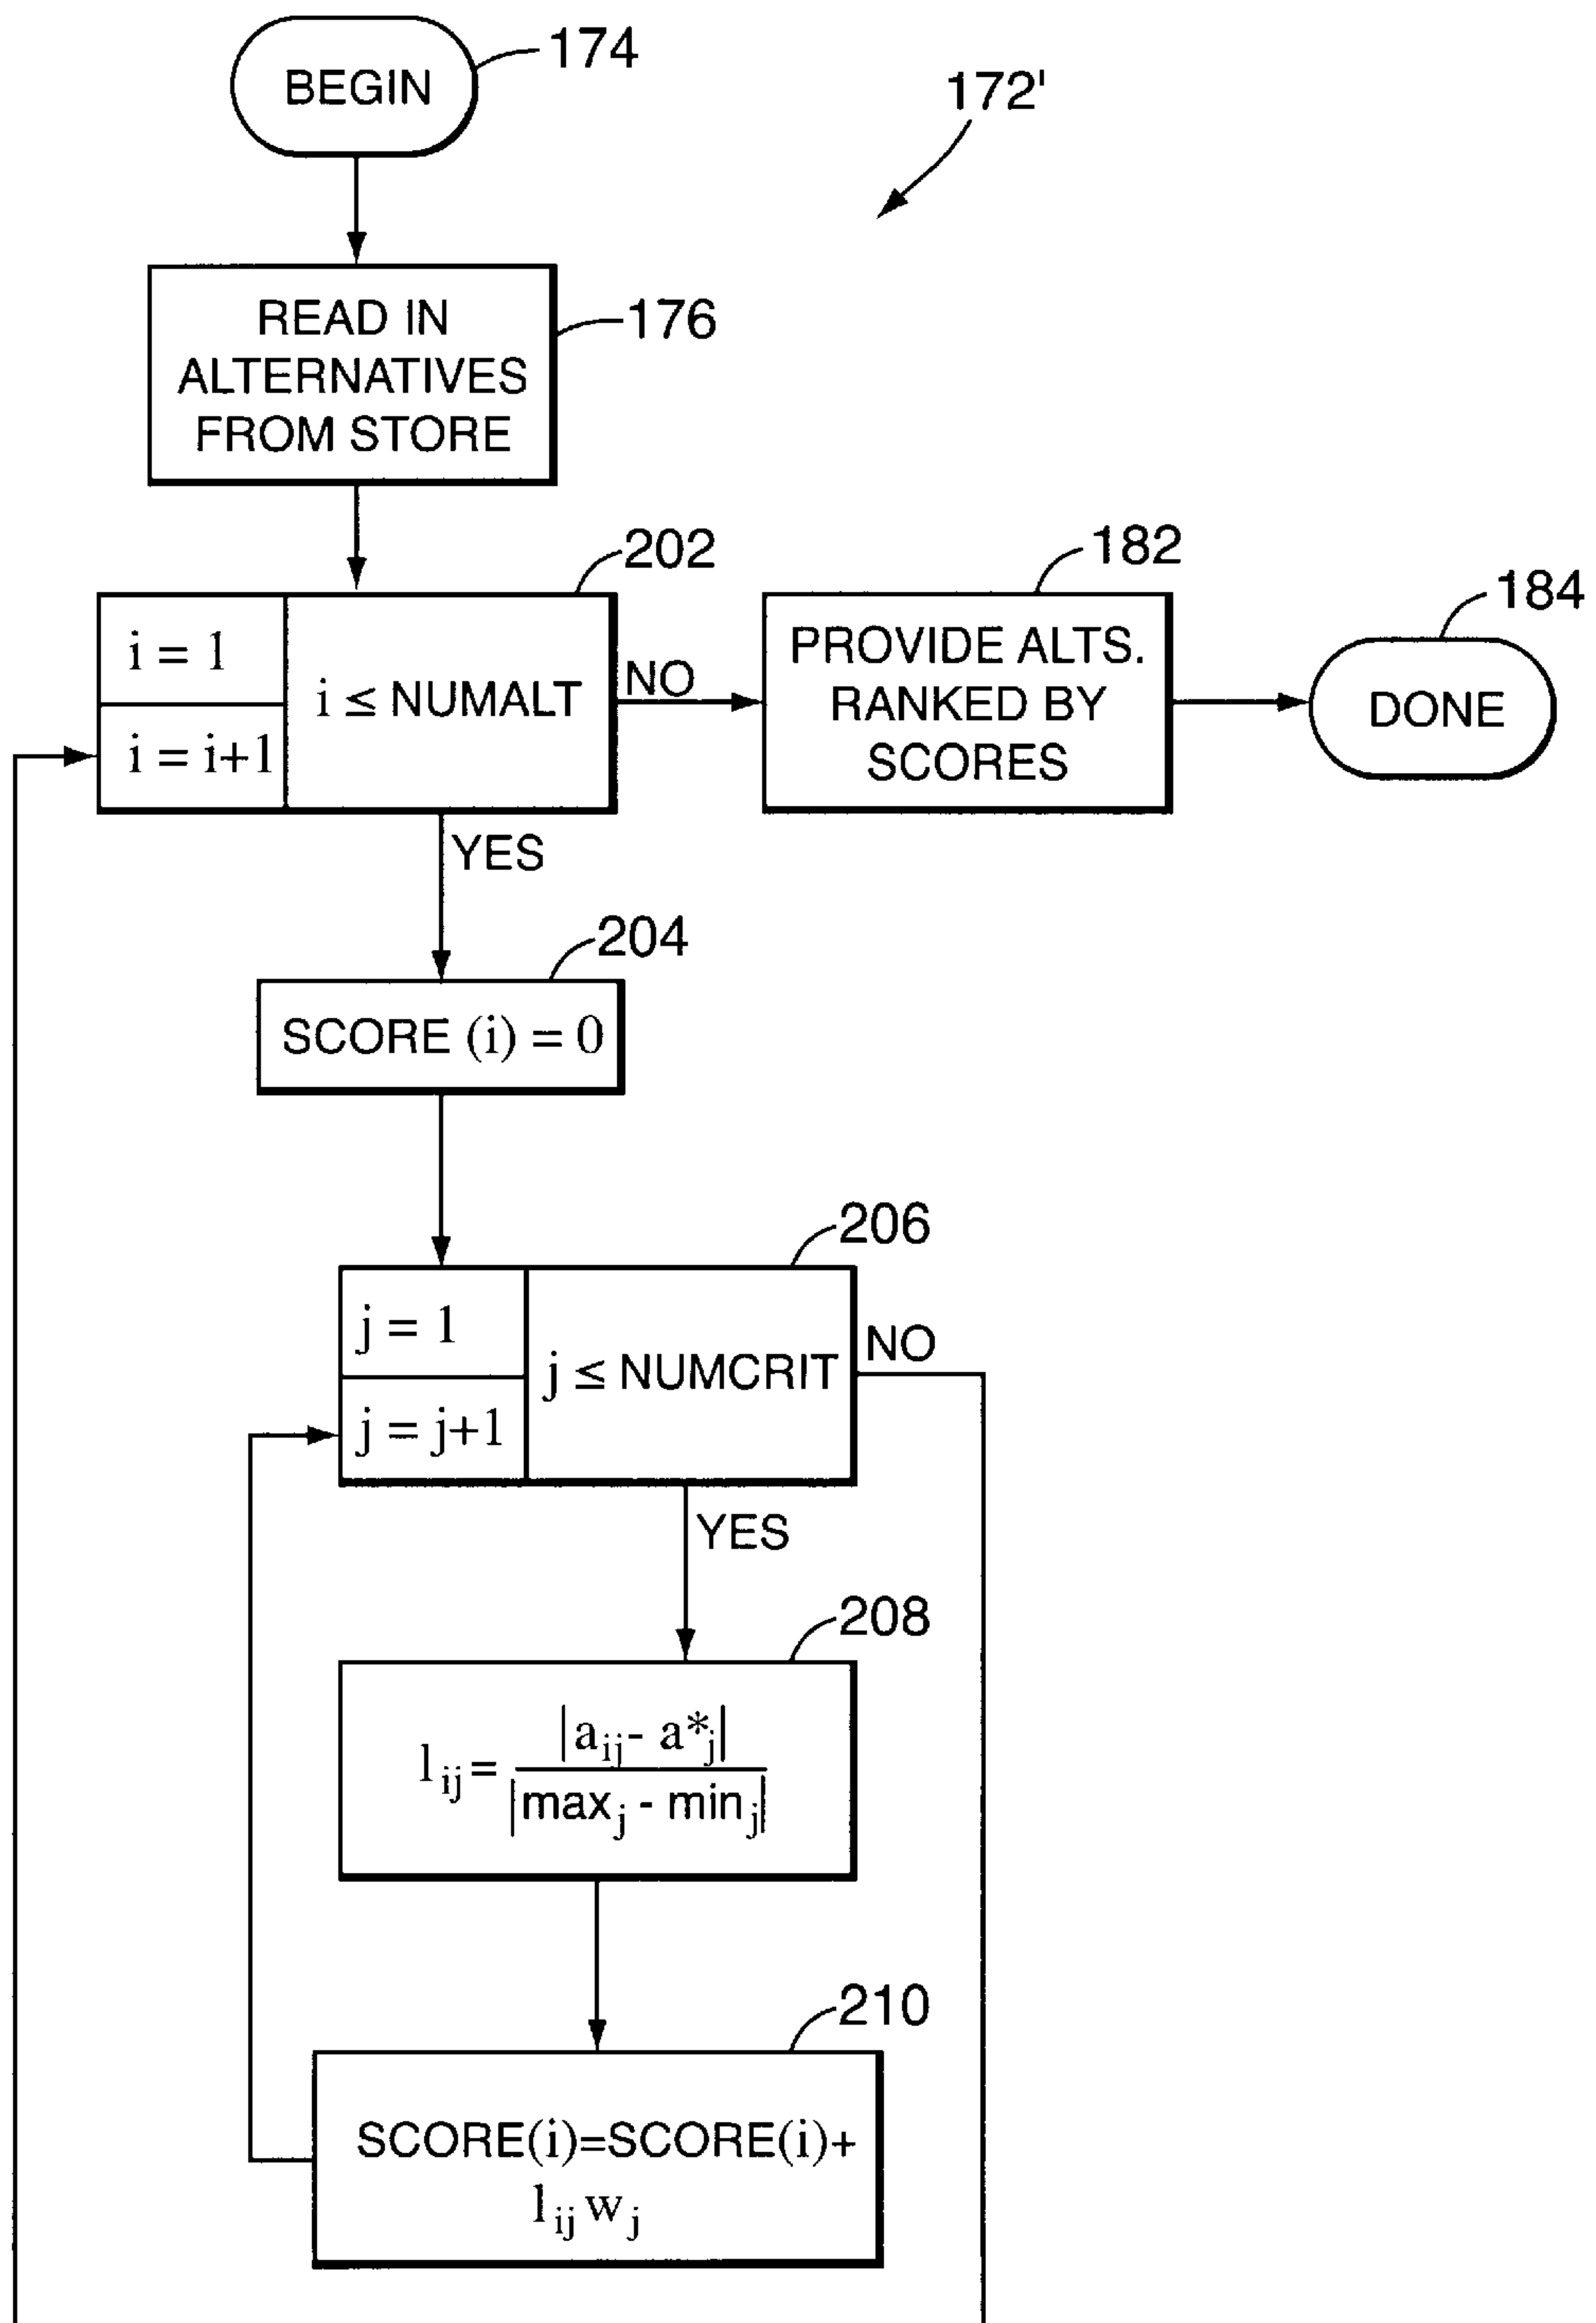 174
BEGIN
172'
READ IN
ALTERNATIVES
FROM STORE
176
202
i = 1
i = i+1
i ≤ NUMALT
NO
182
PROVIDE ALTS.
RANKED BY
SCORES
184
DONE
YES
204
SCORE (i) = 0
206
j = 1
j = j+1
j ≤ NUMCRIT
NO
YES
208
l_ij = |a_ij - a*_j| / |max_j - min_j|
210
SCORE(i)=SCORE(i)+
l_ij w_j